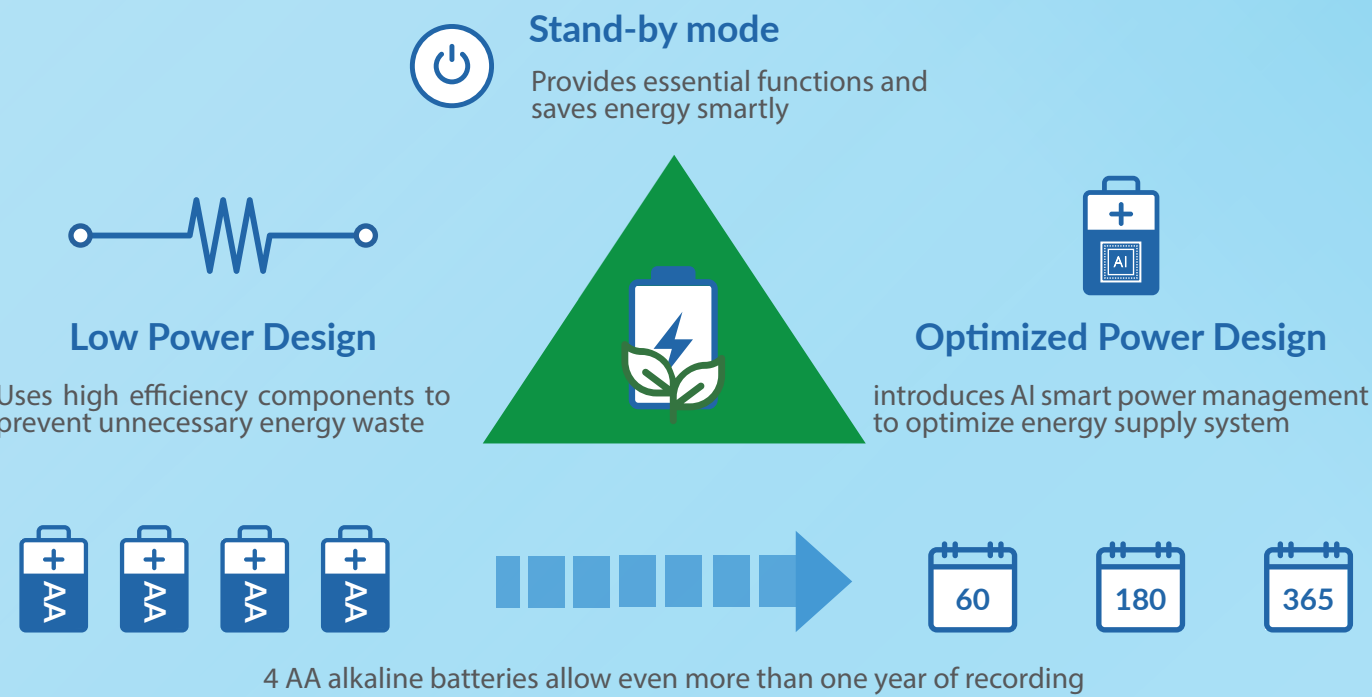 Stand-by mode
Provides essential functions and
saves energy smartly
AI
Low Power Design
Uses high efficiency components to
prevent unnecessary energy waste
Optimized Power Design
introduces AI smart power management
to optimize energy supply system
AA
AA
AA
AA
60
180
365
4 AA alkaline batteries allow even more than one year of recording